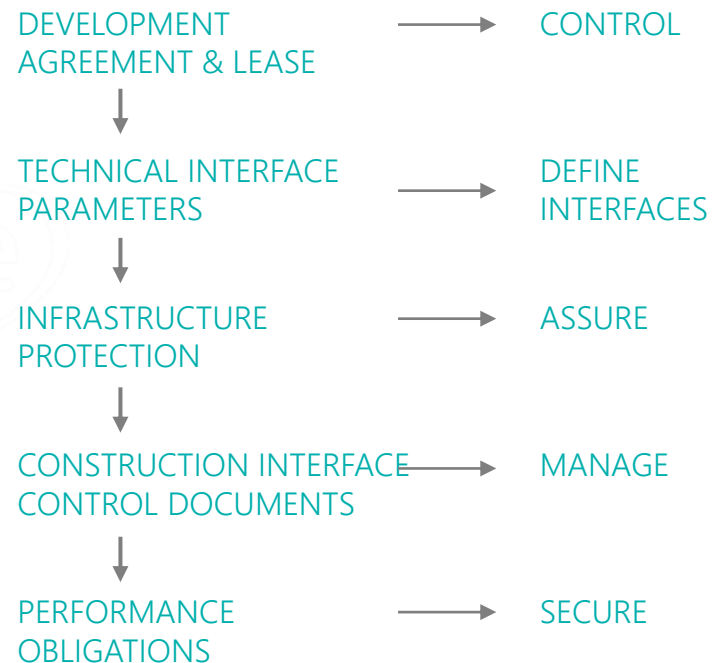 DEVELOPMENT
AGREEMENT & LEASE
CONTROL
TECHNICAL INTERFACE
PARAMETERS
DEFINE
INTERFACES
INFRASTRUCTURE
PROTECTION
ASSURE
CONSTRUCTION INTERFACE
CONTROL DOCUMENTS
MANAGE
PERFORMANCE
OBLIGATIONS
SECURE